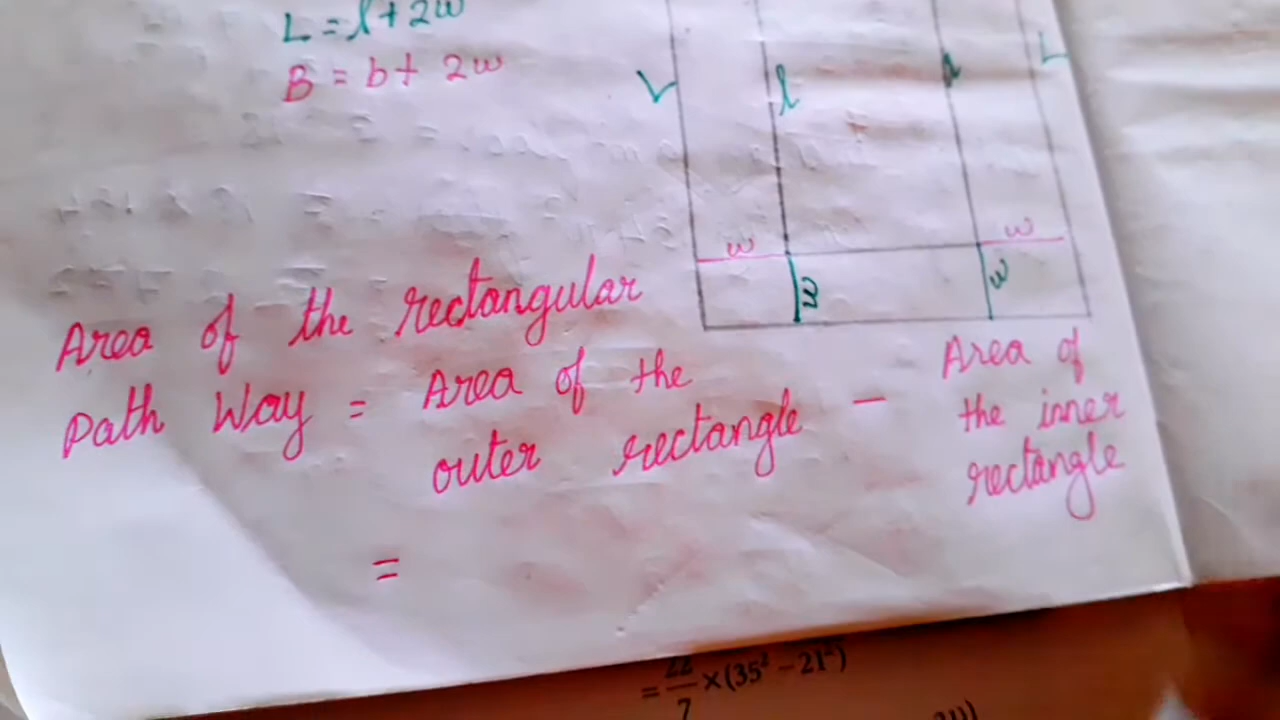 L = l + 2w
B = b + 2w
L
l
L
w
w
w
w
Area of the rectangular
Path Way = Area of the outer rectangle - Area of the inner rectangle
=
= 22/7 × (35² - 21²)